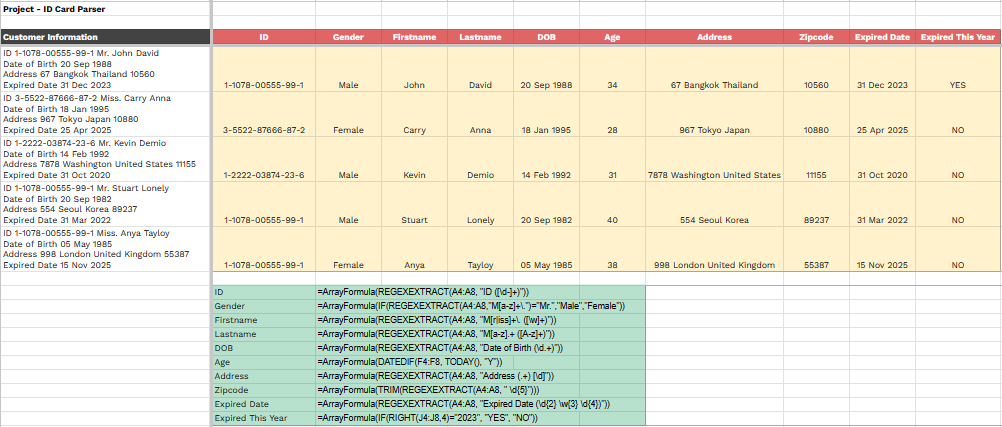 Project - ID Card Parser
Customer Information ID Gender Firstname Lastname DOB Age Address Zipcode Expired Date Expired This Year
ID 1-1078-00555-99-1 Mr. John David
Date of Birth 20 Sep 1988
Address 67 Bangkok Thailand 10560
Expired Date 31 Dec 2023
1-1078-00555-99-1 Male John David 20 Sep 1988 34 67 Bangkok Thailand 10560 31 Dec 2023 YES
ID 3-5522-87666-87-2 Miss. Carry Anna
Date of Birth 18 Jan 1995
Address 967 Tokyo Japan 10880
Expired Date 25 Apr 2025
3-5522-87666-87-2 Female Carry Anna 18 Jan 1995 28 967 Tokyo Japan 10880 25 Apr 2025 NO
ID 1-2222-03874-23-6 Mr. Kevin Demio
Date of Birth 14 Feb 1992
Address 7878 Washington United States 11155
Expired Date 31 Oct 2020
1-2222-03874-23-6 Male Kevin Demio 14 Feb 1992 31 7878 Washington United States 11155 31 Oct 2020 NO
ID 1-1078-00555-99-1 Mr. Stuart Lonely
Date of Birth 20 Sep 1982
Address 554 Seoul Korea 89237
Expired Date 31 Mar 2022
1-1078-00555-99-1 Male Stuart Lonely 20 Sep 1982 40 554 Seoul Korea 89237 31 Mar 2022 NO
ID 1-1078-00555-99-1 Miss. Anya Tayloy
Date of Birth 05 May 1985
Address 998 London United Kingdom 55387
Expired Date 15 Nov 2025
1-1078-00555-99-1 Female Anya Tayloy 05 May 1985 38 998 London United Kingdom 55387 15 Nov 2025 NO
ID =ArrayFormula(REGEXEXTRACT(A4:A8, "ID ([\d-]+)"))
Gender =ArrayFormula(IF(REGEXEXTRACT(A4:A8,"M[a-z]+\.")="Mr.","Male","Female"))
Firstname =ArrayFormula(REGEXEXTRACT(A4:A8, "M[r|iss]+\. ([\w]+)"))
Lastname =ArrayFormula(REGEXEXTRACT(A4:A8, "M[a-z].+ ([A-z]+)"))
DOB =ArrayFormula(REGEXEXTRACT(A4:A8, "Date of Birth (\d.+)"))
Age =ArrayFormula(DATEDIF(F4:F8, TODAY(), "Y"))
Address =ArrayFormula(REGEXEXTRACT(A4:A8, "Address (.+) [\d]"))
Zipcode =ArrayFormula(TRIM(REGEXEXTRACT(A4:A8, " \d{5}")))
Expired Date =ArrayFormula(REGEXEXTRACT(A4:A8, "Expired Date (\d{2} \w{3} \d{4})"))
Expired This Year =ArrayFormula(IF(RIGHT(J4:J8,4)="2023", "YES", "NO"))